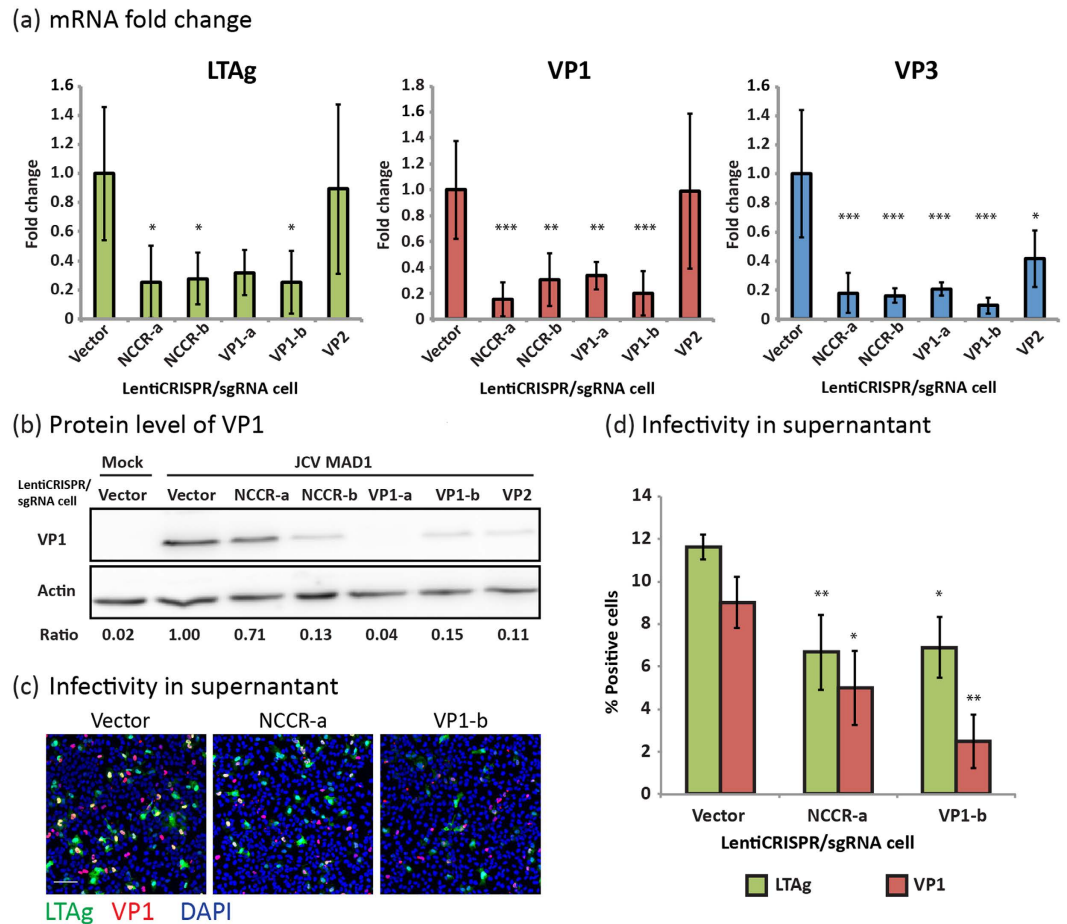 (a) mRNA fold change
LTAg
Fold change
1.6
1.4
1.2
1.0
0.8
0.6
0.4
0.2
0
* * *
Vector NCCR-a NCCR-b VP1-a VP1-b VP2
LentiCRISPR/sgRNA cell
VP1
Fold change
1.8
1.6
1.4
1.2
1.0
0.8
0.6
0.4
0.2
0
*** ** ** ***
Vector NCCR-a NCCR-b VP1-a VP1-b VP2
LentiCRISPR/sgRNA cell
VP3
Fold change
1.6
1.4
1.2
1.0
0.8
0.6
0.4
0.2
0
*** *** *** *** *
Vector NCCR-a NCCR-b VP1-a VP1-b VP2
LentiCRISPR/sgRNA cell
(b) Protein level of VP1
Mock JCV MAD1
LentiCRISPR/
sgRNA cell
Vector Vector NCCR-a NCCR-b VP1-a VP1-b VP2
VP1
Actin
Ratio 0.02 1.00 0.71 0.13 0.04 0.15 0.11
(c) Infectivity in supernantant
Vector NCCR-a VP1-b
LTAg VP1 DAPI
(d) Infectivity in supernantant
% Positive cells
14
12
10
8
6
4
2
0
** * * **
Vector NCCR-a VP1-b
LentiCRISPR/sgRNA cell
LTAg VP1